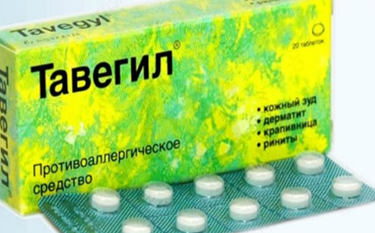 Tavegyl®
20 таблеток
Тавегил®
• кожный зуд
• дерматит
• крапивница
• риниты
Противоаллергическое
средство
Тавегил